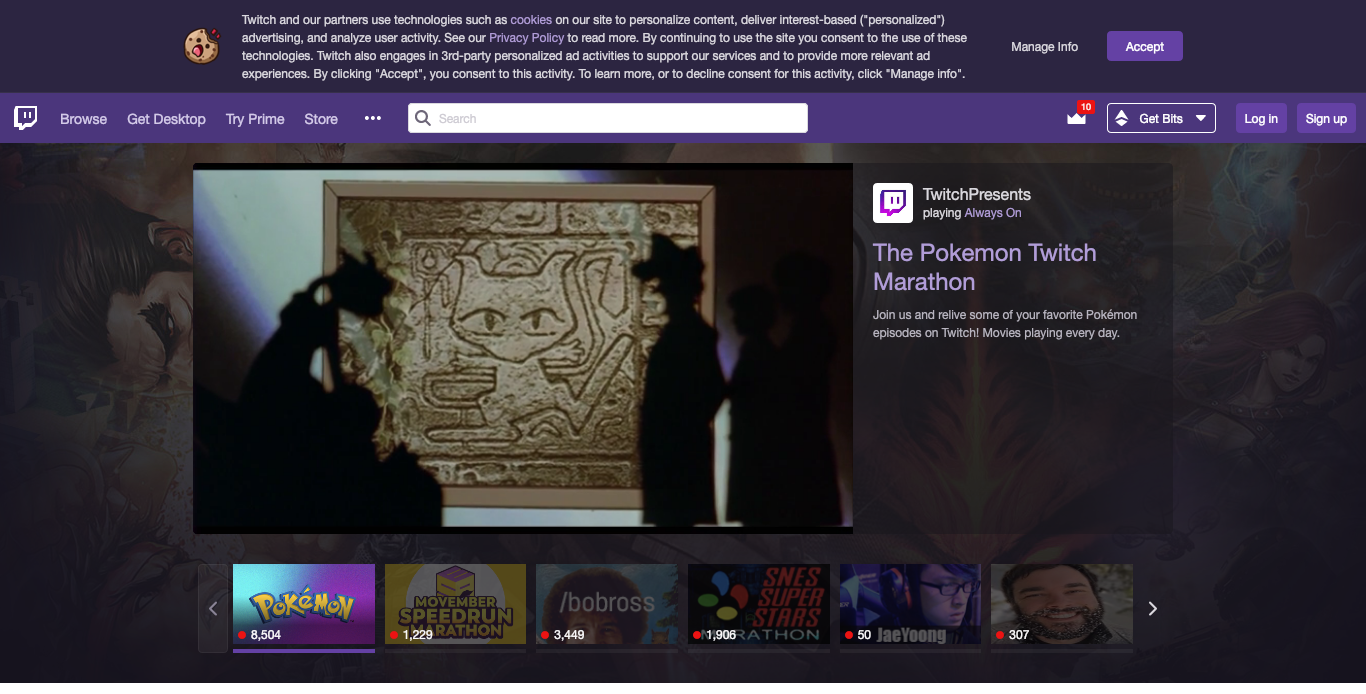 Twitch and our partners use technologies such as cookies on our site to personalize content, deliver interest-based ("personalized")
advertising, and analyze user activity. See our Privacy Policy to read more. By continuing to use the site you consent to the use of these
technologies. Twitch also engages in 3rd-party personalized ad activities to support our services and to provide more relevant ad
experiences. By clicking "Accept", you consent to this activity. To learn more, or to decline consent for this activity, click "Manage info".
Manage Info
Accept
Browse
Get Desktop
Try Prime
Store
Search
10
Get Bits
Log in
Sign up
TwitchPresents
playing Always On
The Pokemon Twitch
Marathon
Join us and relive some of your favorite Pokémon
episodes on Twitch! Movies playing every day.
POKéMON
8,504
MOVEMBER
SPEEDRUN
MARATHON
1,229
/bobross
3,449
SNES
SUPER
STARS
MARATHON
1,906
JaeYoong
50
307